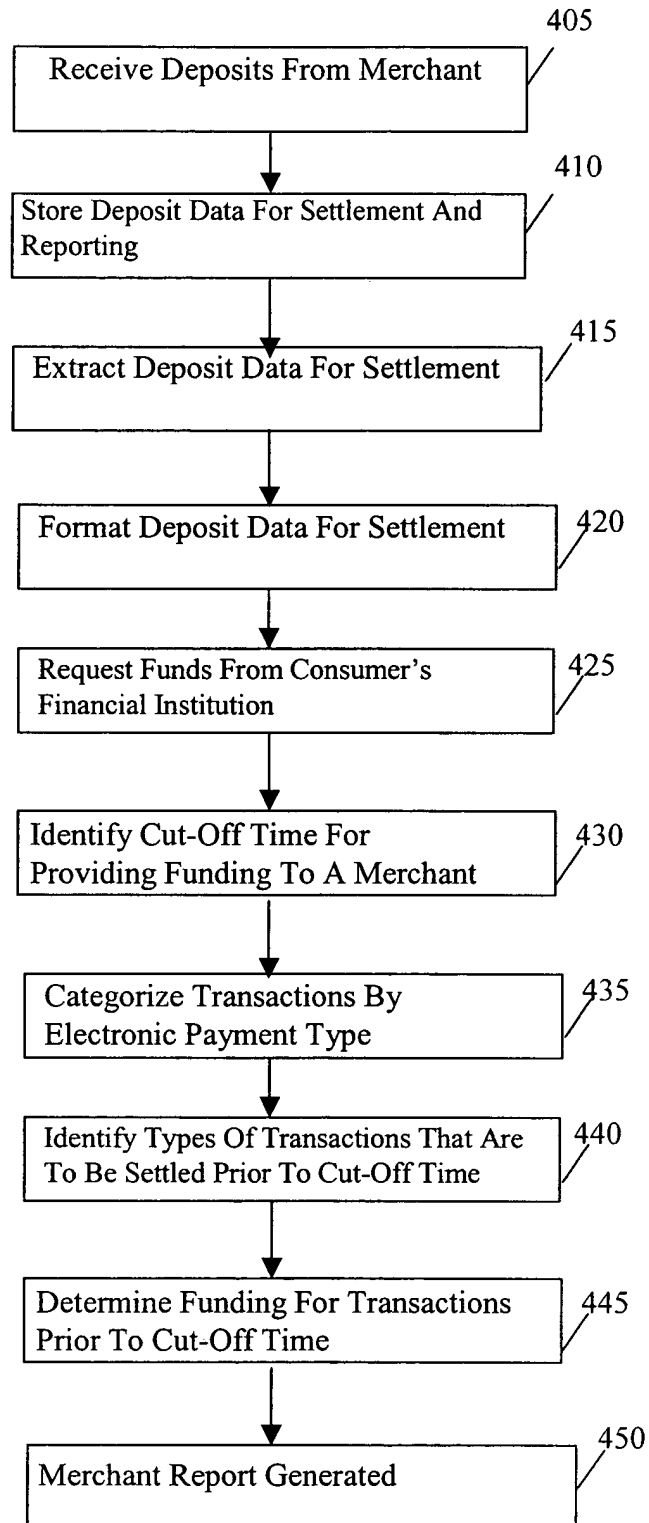 405
Receive Deposits From Merchant
410
Store Deposit Data For Settlement And
Reporting
415
Extract Deposit Data For Settlement
420
Format Deposit Data For Settlement
425
Request Funds From Consumer's
Financial Institution
430
Identify Cut-Off Time For
Providing Funding To A Merchant
435
Categorize Transactions By
Electronic Payment Type
440
Identify Types Of Transactions That Are
To Be Settled Prior To Cut-Off Time
445
Determine Funding For Transactions
Prior To Cut-Off Time
450
Merchant Report Generated